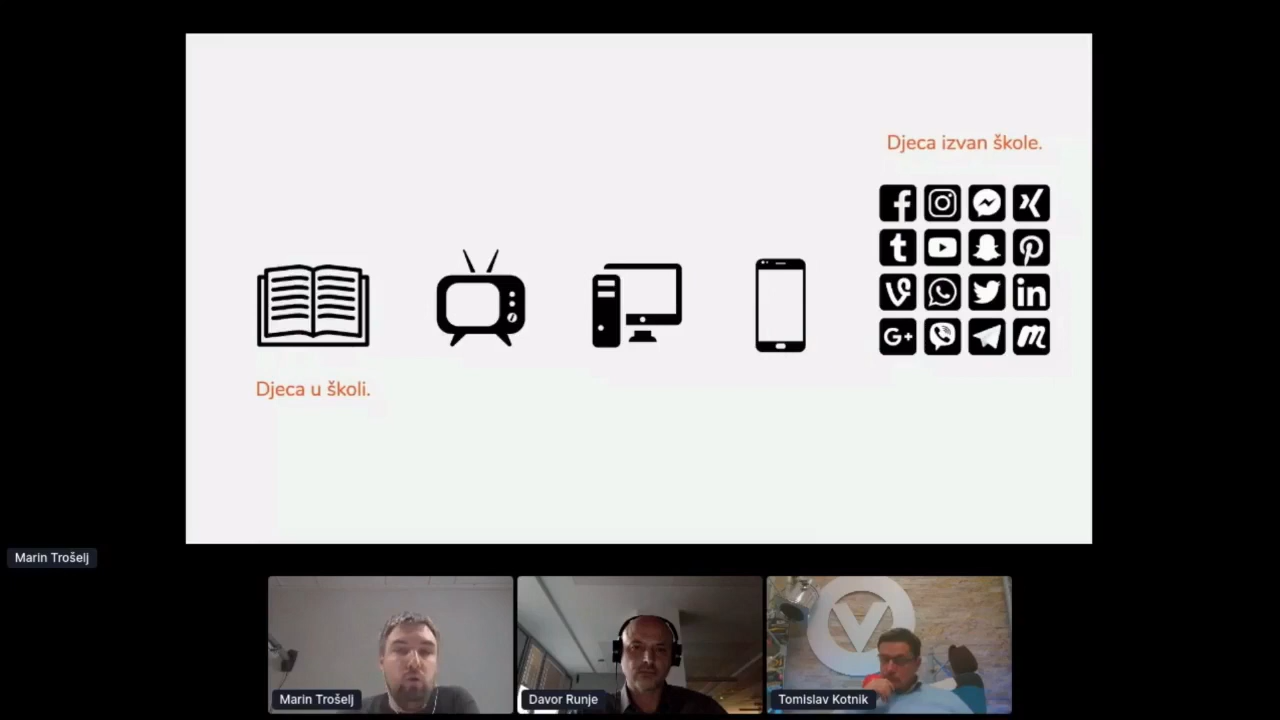 Djeca izvan škole.
Djeca u školi.
Marin Trošelj
Marin Trošelj
Davor Runje
Tomislav Kotnik